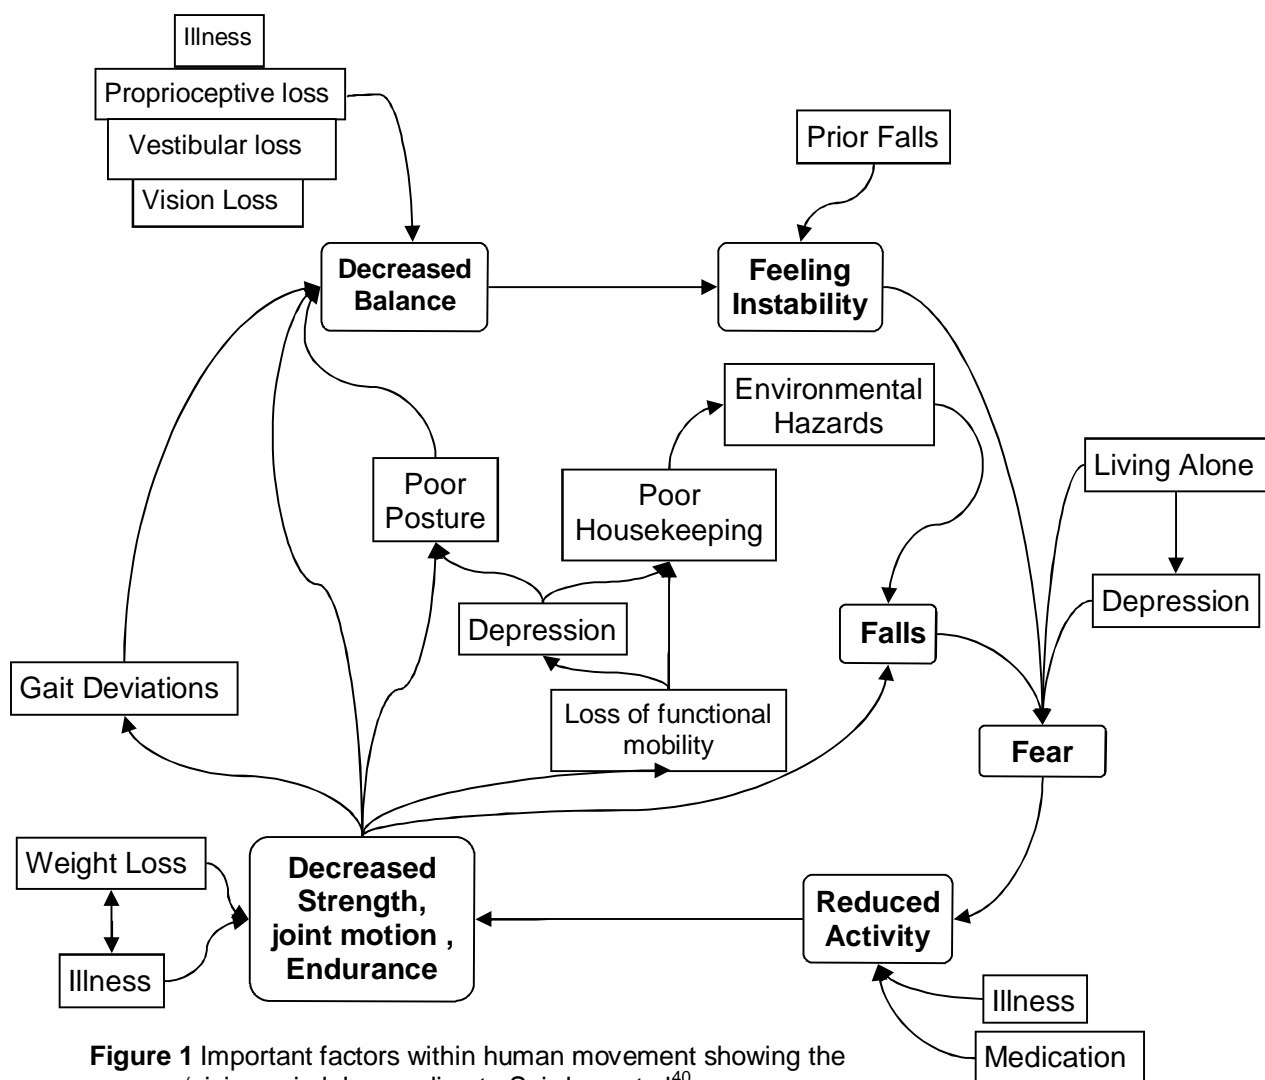 Illness
Proprioceptive loss
Vestibular loss
Vision Loss
Prior Falls
Decreased
Balance
Feeling
Instability
Environmental
Hazards
Living Alone
Poor
Posture
Poor
Housekeeping
Depression
Depression
Falls
Gait Deviations
Loss of functional
mobility
Fear
Weight Loss
Decreased
Strength,
joint motion ,
Endurance
Reduced
Activity
Illness
Illness
Medication
Figure 1 Important factors within human movement showing the